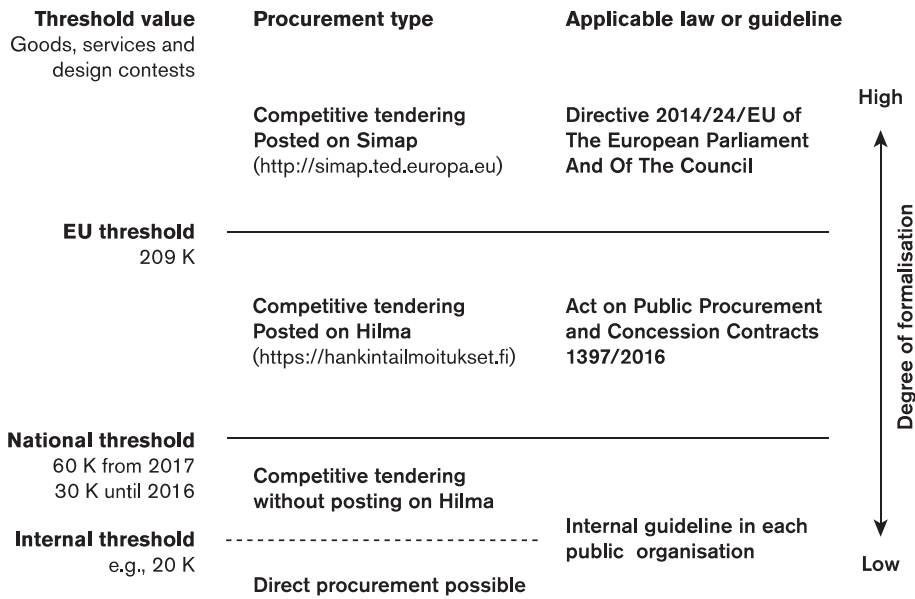 Threshold value
Goods, services and
design contests
Procurement type
Applicable law or guideline
Competitive tendering
Posted on Simap
(http://simap.ted.europa.eu)
Directive 2014/24/EU of
The European Parliament
And Of The Council
EU threshold
209 K
Competitive tendering
Posted on Hilma
(https://hankintailmoitukset.fi)
Act on Public Procurement
and Concession Contracts
1397/2016
National threshold
60 K from 2017
30 K until 2016
Competitive tendering
without posting on Hilma
Internal threshold
e.g., 20 K
Direct procurement possible
Internal guideline in each
public organisation
High
Degree of formalisation
Low